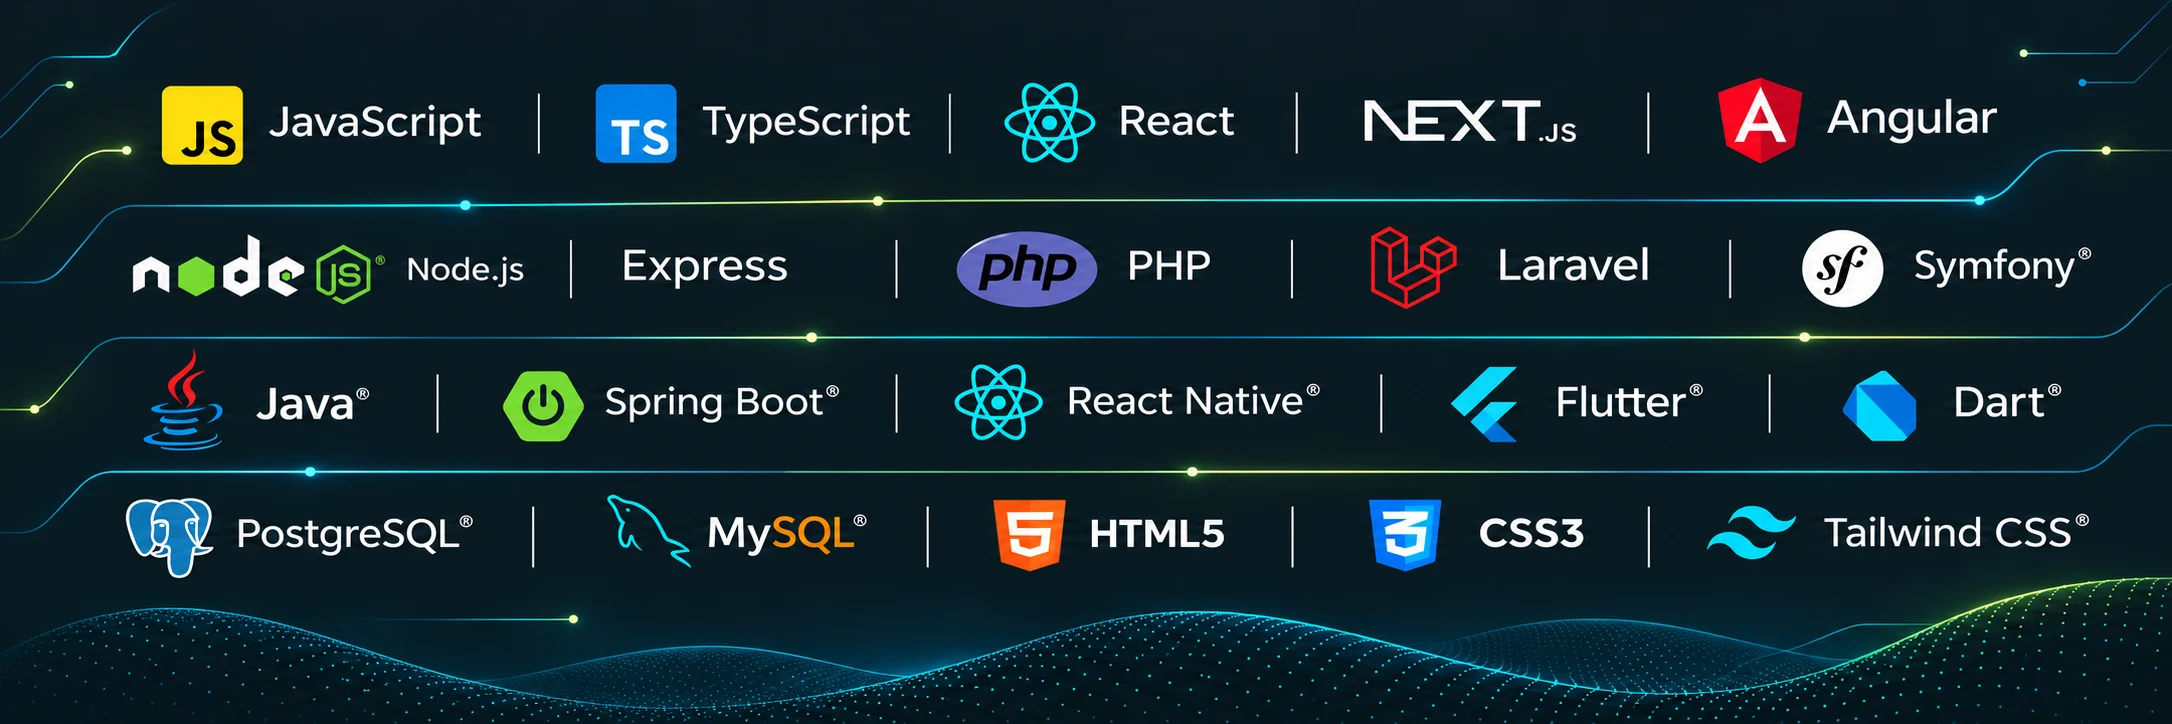 JS JavaScript TS TypeScript React NEXT.JS A Angular
node JS® Node.js Express php PHP Laravel sf Symfony®
Java® Spring Boot® React Native® Flutter® Dart®
PostgreSQL® MySQL® 5 HTML5 3 CSS3 Tailwind CSS®